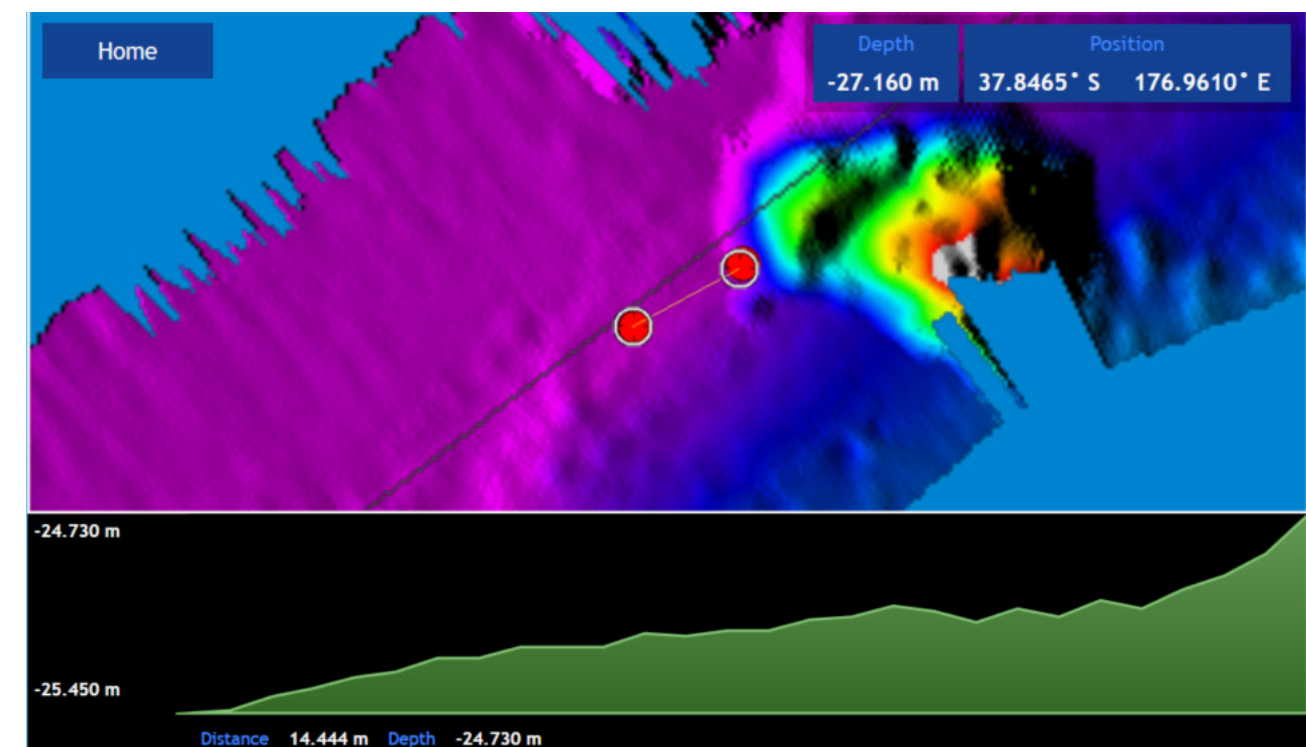 Home
Depth
-27.160 m
Position
37.8465° S 176.9610° E
-24.730 m
-25.450 m
Distance 14.444 m Depth -24.730 m